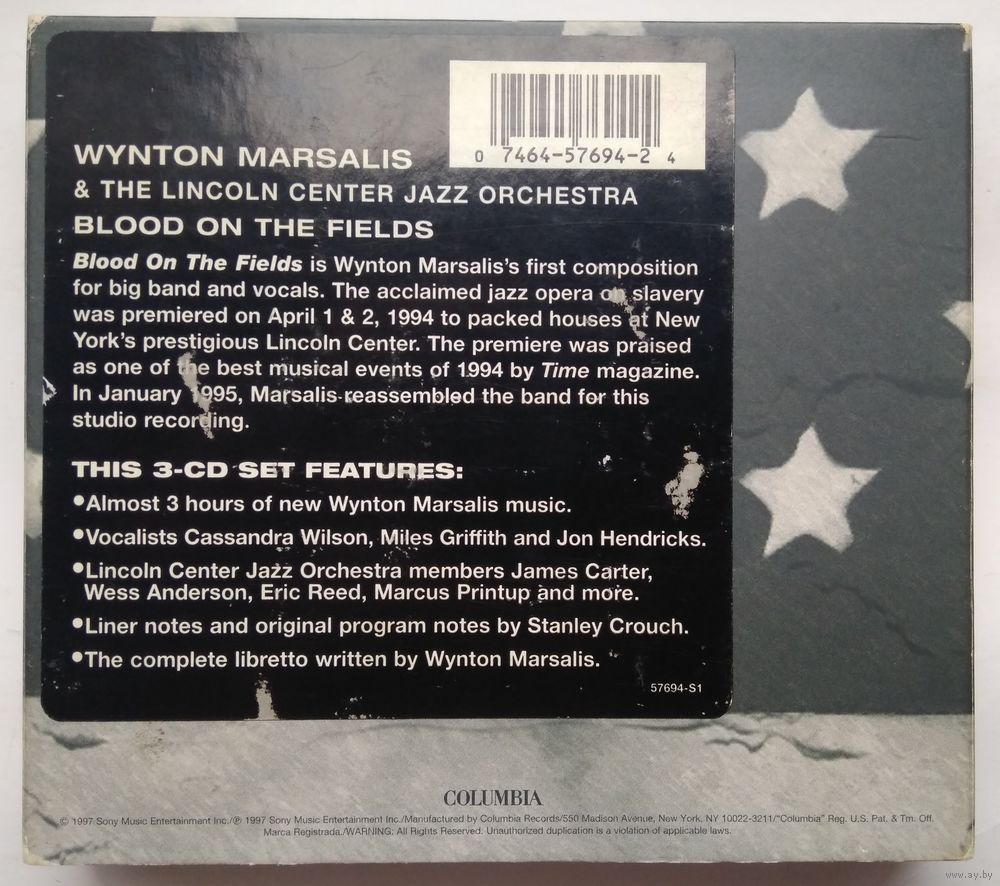 0 7464-57694-2 4
WYNTON MARSALIS
& THE LINCOLN CENTER JAZZ ORCHESTRA
BLOOD ON THE FIELDS
Blood On The Fields is Wynton Marsalis's first composition
for big band and vocals. The acclaimed jazz opera on slavery
was premiered on April 1 & 2, 1994 to packed houses at New
York's prestigious Lincoln Center. The premiere was praised
as one of the best musical events of 1994 by Time magazine.
In January 1995, Marsalis reassembled the band for this
studio recording.
THIS 3-CD SET FEATURES:
•Almost 3 hours of new Wynton Marsalis music.
•Vocalists Cassandra Wilson, Miles Griffith and Jon Hendricks.
•Lincoln Center Jazz Orchestra members James Carter,
Wess Anderson, Eric Reed, Marcus Printup and more.
•Liner notes and original program notes by Stanley Crouch.
•The complete libretto written by Wynton Marsalis.
57694-S1
COLUMBIA
© 1997 Sony Music Entertainment Inc./℗ 1997 Sony Music Entertainment Inc./Manufactured by Columbia Records/550 Madison Avenue, New York, NY 10022-3211/"Columbia" Reg. U.S. Pat. & Tm. Off.
Marca Registrada./WARNING: All Rights Reserved. Unauthorized duplication is a violation of applicable laws.
www.ay.by